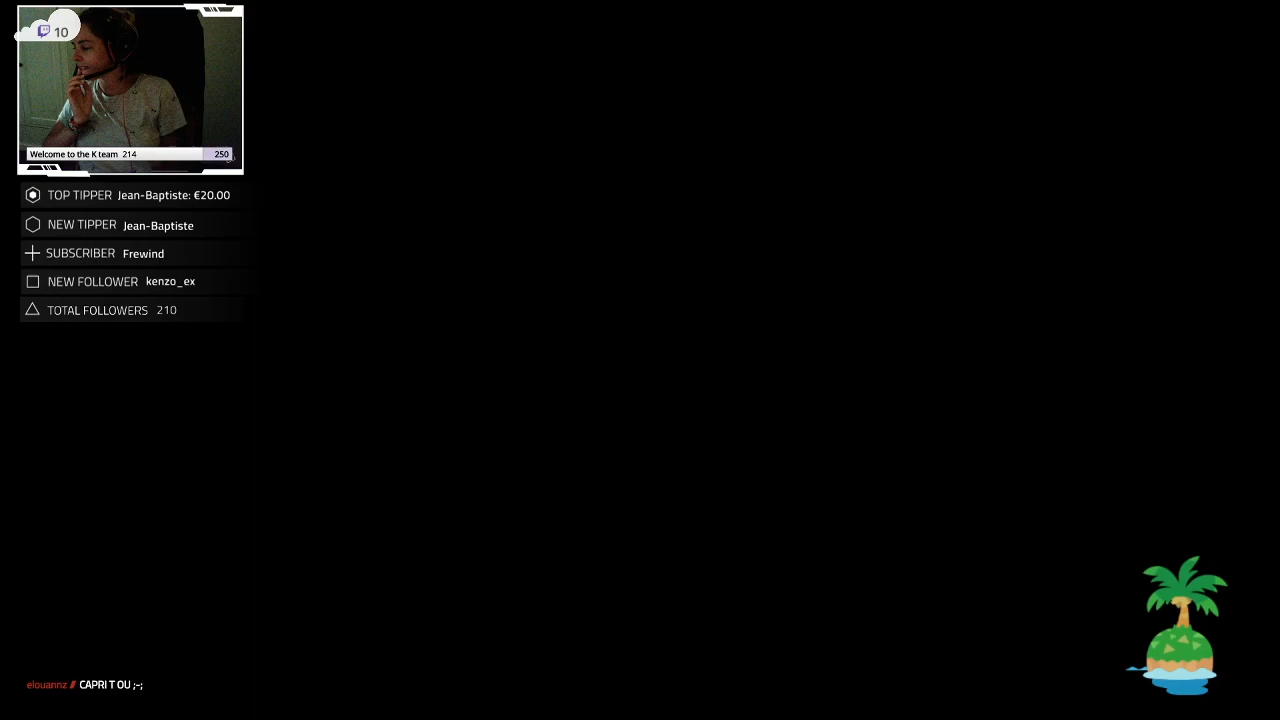 10
Welcome to the K team 214 250
TOP TIPPER Jean-Baptiste: €20.00
NEW TIPPER Jean-Baptiste
SUBSCRIBER Frewind
NEW FOLLOWER kenzo_ex
TOTAL FOLLOWERS 210
elouannz // CAPRI T OU ;-;